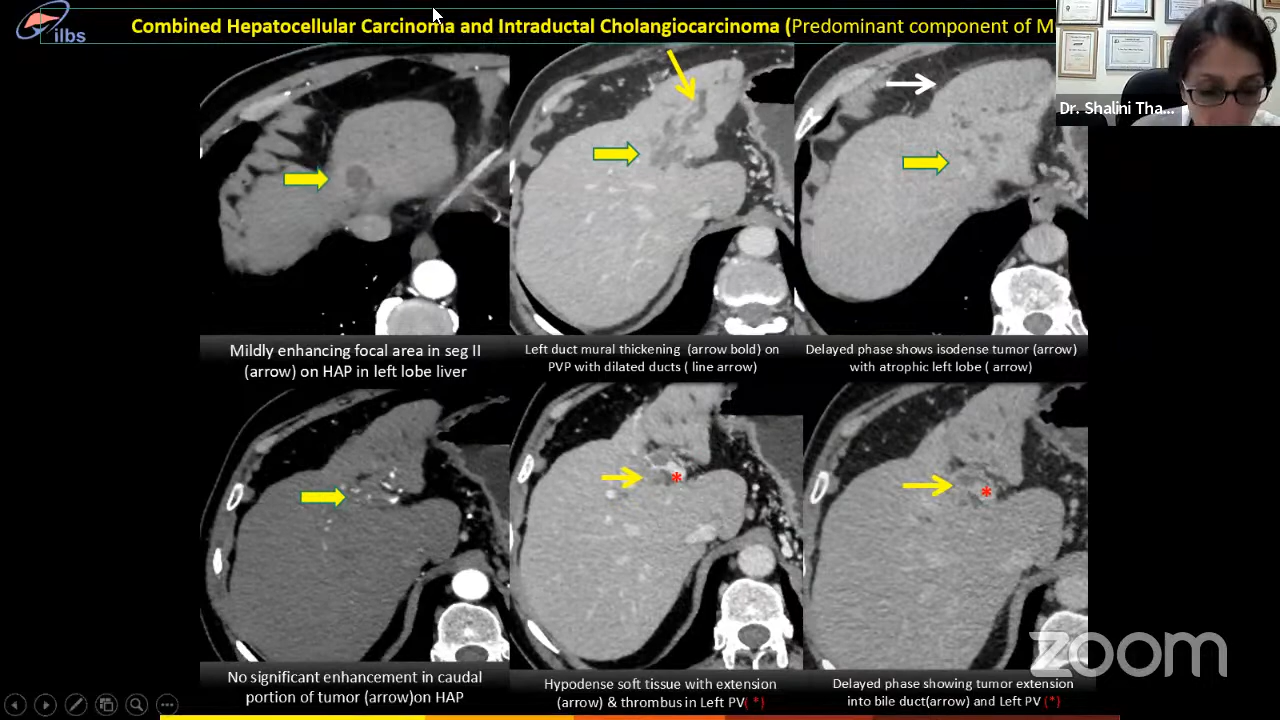 Combined Hepatocellular Carcinoma and Intraductal Cholangiocarcinoma (Predominant component of M
ilbs
Dr. Shalini Tha...
Mildly enhancing focal area in seg II
(arrow) on HAP in left lobe liver
Left duct mural thickening (arrow bold) on
PVP with dilated ducts ( line arrow)
Delayed phase shows isodense tumor (arrow)
with atrophic left lobe ( arrow)
*
*
No significant enhancement in caudal
portion of tumor (arrow)on HAP
Hypodense soft tissue with extension
(arrow) & thrombus in Left PV( *)
Delayed phase showing tumor extension
into bile duct(arrow) and Left PV (*)
zoom